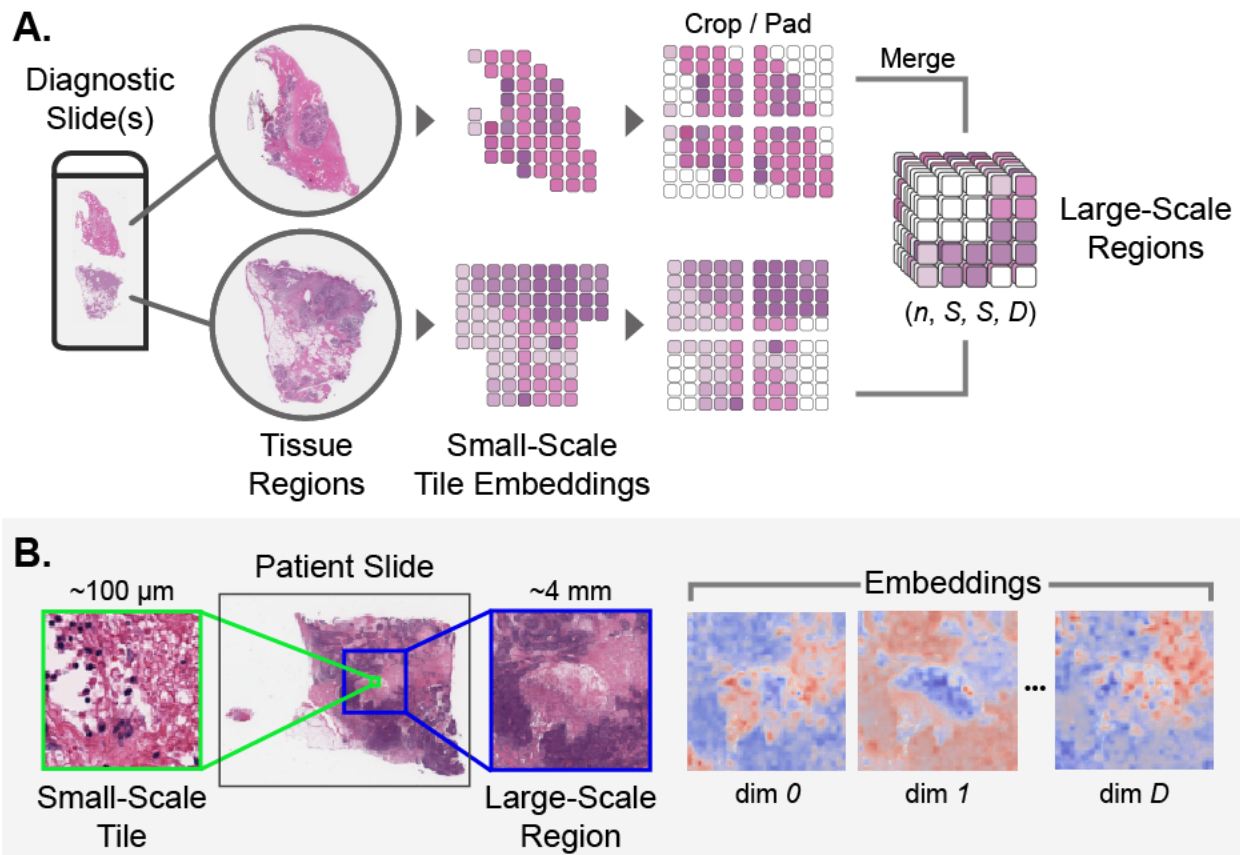 A.
Diagnostic
Slide(s)
Crop / Pad
Merge
Large-Scale
Regions
(n, S, S, D)
Tissue
Regions
Small-Scale
Tile Embeddings
B.
~100 µm
Patient Slide
~4 mm
Embeddings
...
Small-Scale
Tile
Large-Scale
Region
dim 0
dim 1
dim D